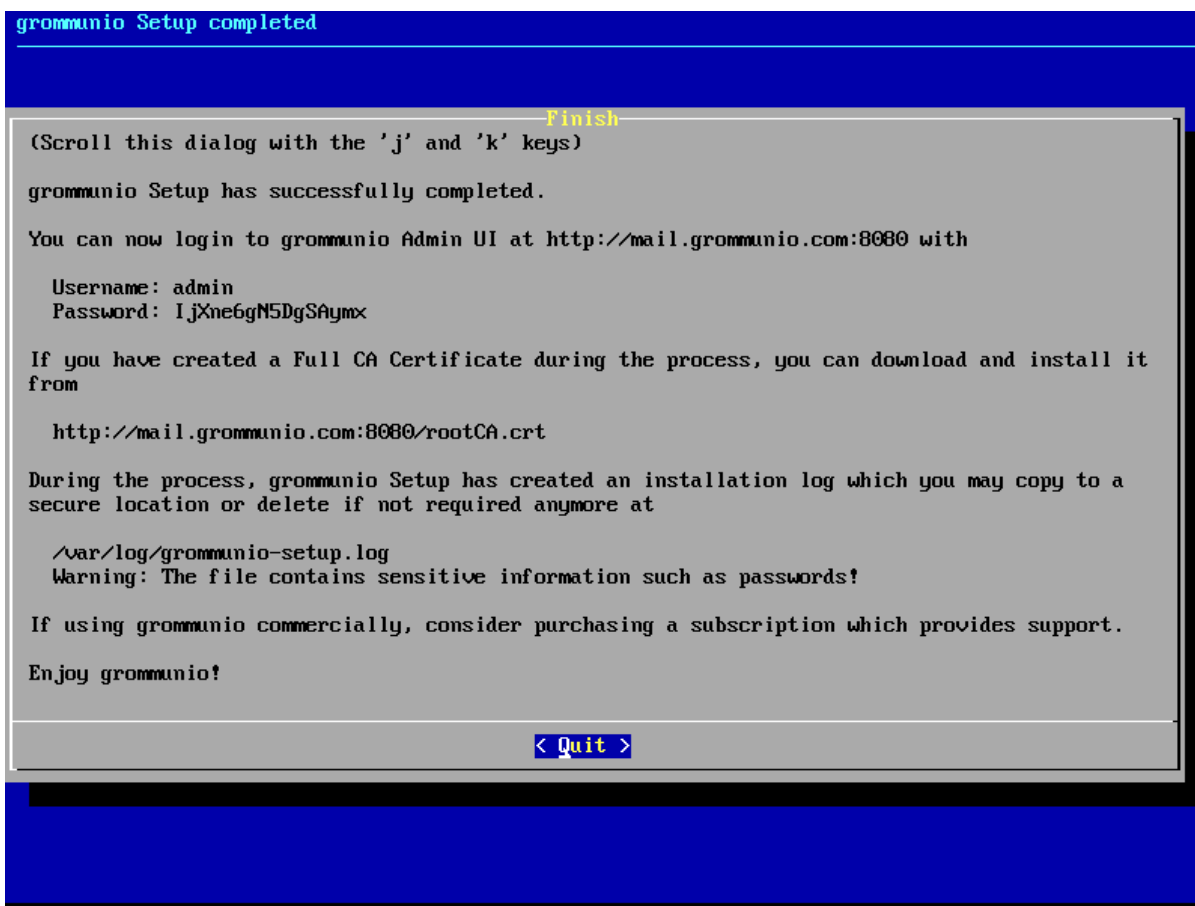 grommunio Setup completed
Finish
(Scroll this dialog with the 'j' and 'k' keys)
grommunio Setup has successfully completed.
You can now login to grommunio Admin UI at http://mail.grommunio.com:8080 with
Username: admin
Password: IjXne6gN5DgSAymx
If you have created a Full CA Certificate during the process, you can download and install it
from
http://mail.grommunio.com:8080/rootCA.crt
During the process, grommunio Setup has created an installation log which you may copy to a
secure location or delete if not required anymore at
/var/log/grommunio-setup.log
Warning: The file contains sensitive information such as passwords!
If using grommunio commercially, consider purchasing a subscription which provides support.
Enjoy grommunio!
< Quit >